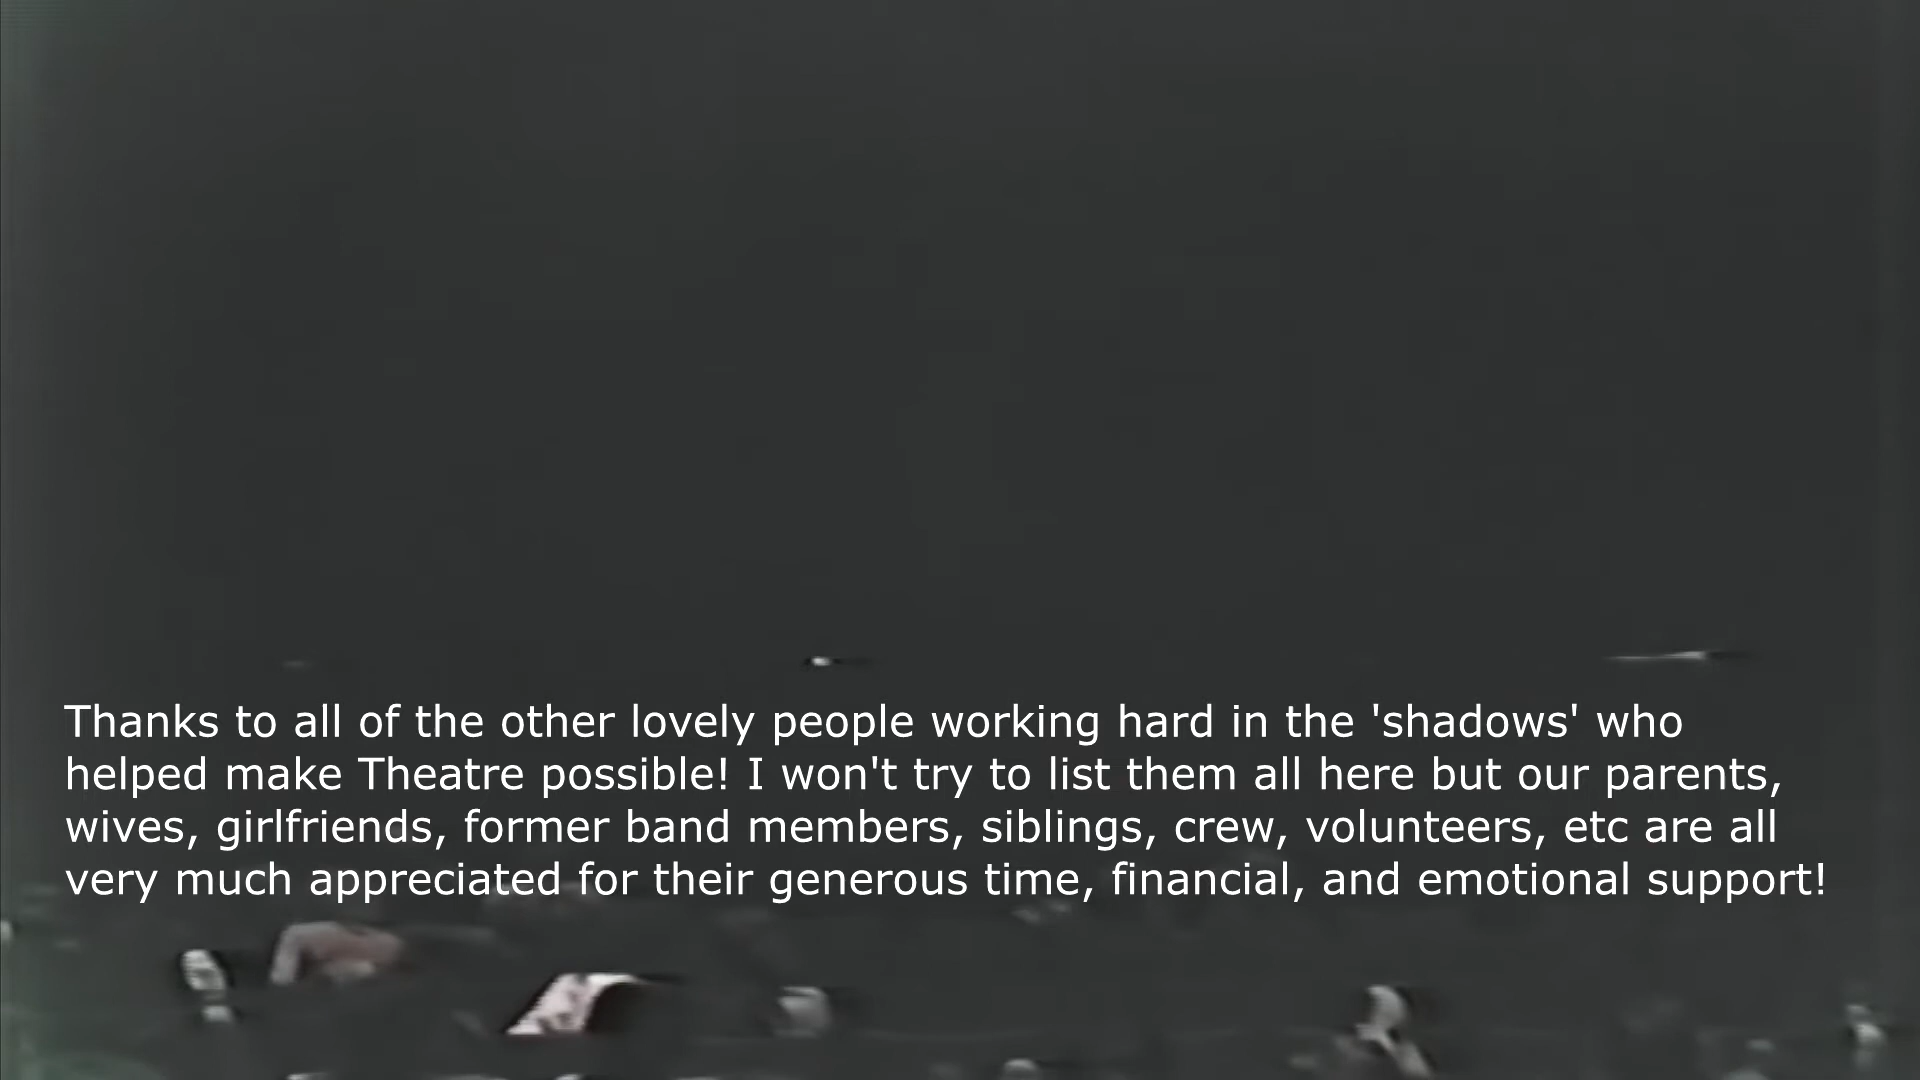 Thanks to all of the other lovely people working hard in the 'shadows' who
helped make Theatre possible! I won't try to list them all here but our parents,
wives, girlfriends, former band members, siblings, crew, volunteers, etc are all
very much appreciated for their generous time, financial, and emotional support!